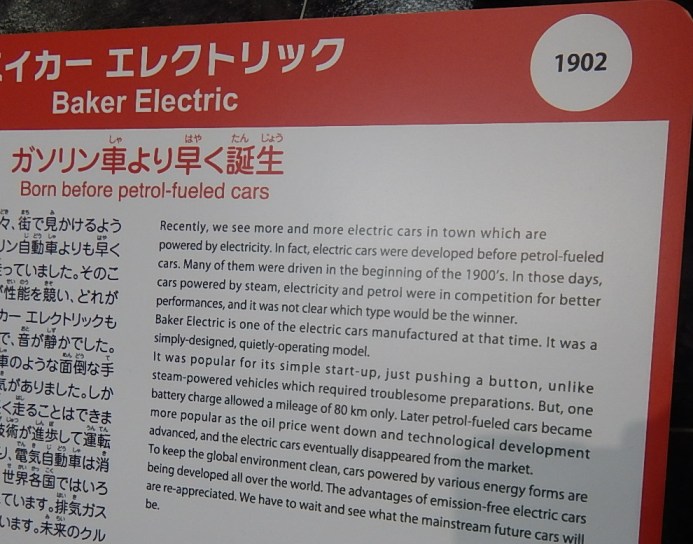 イカー エレクトリック
Baker Electric
1902
しゃ はや たん じょう
ガソリン車より早く誕生
Born before petrol-fueled cars
々、街で見かけるよう
リン自動車よりも早く
走っていました。そのこ
性能を競い、どれが
カー エレクトリックも
で、音が静かでした。
車のような面倒な手
気がありました。しか
く走ることはできま
技術が進歩して運転
り、電気自動車は消
世界各国ではいろ
ています。排気ガス
います。未来のクル
Recently, we see more and more electric cars in town which are
powered by electricity. In fact, electric cars were developed before petrol-fueled
cars. Many of them were driven in the beginning of the 1900's. In those days,
cars powered by steam, electricity and petrol were in competition for better
performances, and it was not clear which type would be the winner.
Baker Electric is one of the electric cars manufactured at that time. It was a
simply-designed, quietly-operating model.
It was popular for its simple start-up, just pushing a button, unlike
steam-powered vehicles which required troublesome preparations. But, one
battery charge allowed a mileage of 80 km only. Later petrol-fueled cars became
more popular as the oil price went down and technological development
advanced, and the electric cars eventually disappeared from the market.
To keep the global environment clean, cars powered by various energy forms are
being developed all over the world. The advantages of emission-free electric cars
are re-appreciated. We have to wait and see what the mainstream future cars will
be.